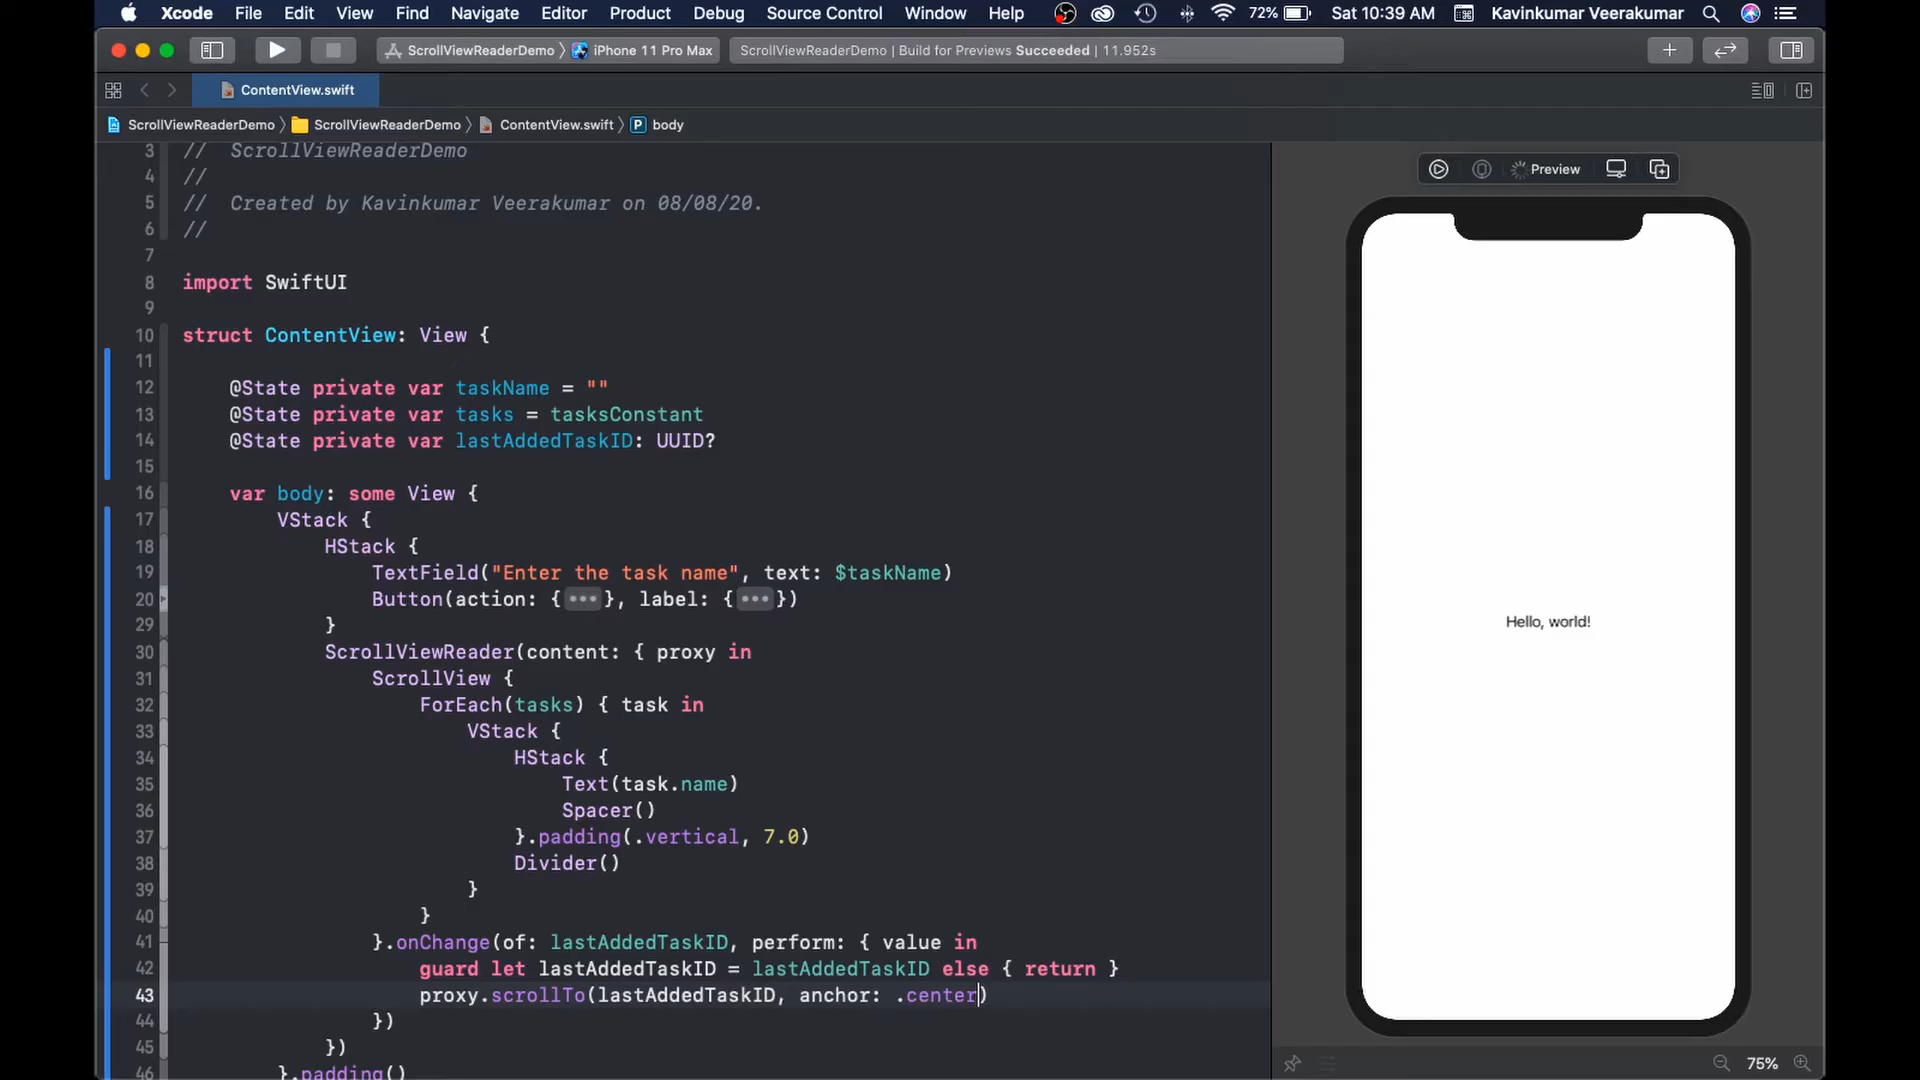 Xcode File Edit View Find Navigate Editor Product Debug Source Control Window Help 72% Sat 10:39 AM Kavinkumar Veerakumar
ScrollViewReaderDemo 〉 iPhone 11 Pro Max ScrollViewReaderDemo | Build for Previews Succeeded | 11.952s
ContentView.swift
ScrollViewReaderDemo 〉 ScrollViewReaderDemo 〉 ContentView.swift 〉 P body
3 // ScrollViewReaderDemo
4 //
5 // Created by Kavinkumar Veerakumar on 08/08/20.
6 //
7
8 import SwiftUI
9
10 struct ContentView: View {
11
12 @State private var taskName = ""
13 @State private var tasks = tasksConstant
14 @State private var lastAddedTaskID: UUID?
15
16 var body: some View {
17 VStack {
18 HStack {
19 TextField("Enter the task name", text: $taskName)
20 Button(action: {•••}, label: {•••})
29 }
30 ScrollViewReader(content: { proxy in
31 ScrollView {
32 ForEach(tasks) { task in
33 VStack {
34 HStack {
35 Text(task.name)
36 Spacer()
37 }.padding(.vertical, 7.0)
38 Divider()
39 }
40 }
41 }.onChange(of: lastAddedTaskID, perform: { value in
42 guard let lastAddedTaskID = lastAddedTaskID else { return }
43 proxy.scrollTo(lastAddedTaskID, anchor: .center)
44 })
45 })
46 }.padding()
Preview
Hello, world!
75%